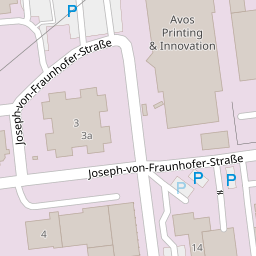 P
Avos
Printing
& Innovation
Joseph-von-Fraunhofer-Straße
3
3a
Joseph-von-Fraunhofer-Straße
P
P
P
4
14